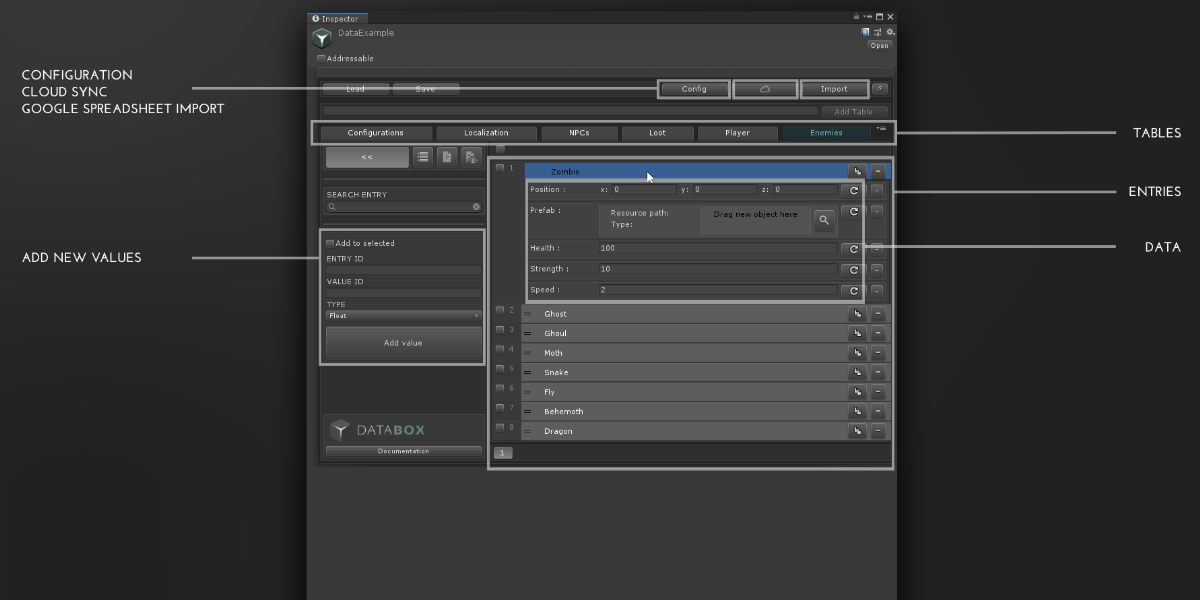 Inspector
DataExample
Open
Addressable
CONFIGURATION
CLOUD SYNC
GOOGLE SPREASDSHEET IMPORT
Load Save Config Import
Add Table
Configurations Localization NPCs Loot Player Enemies
TABLES
<<
SEARCH ENTRY
1 Zombie
Position : x: 0 y: 0 z: 0
ENTRIES
Prefab : Resource path: Drag new object here
Type:
Health : 100
DATA
Strength : 10
Speed : 2
ADD NEW VALUES
Add to selected
ENTRY ID
VALUE ID
TYPE
Float
Add value
2 Ghost
3 Ghoul
4 Moth
5 Snake
6 Fly
7 Behemoth
8 Dragon
1
DATABOX
Documentation